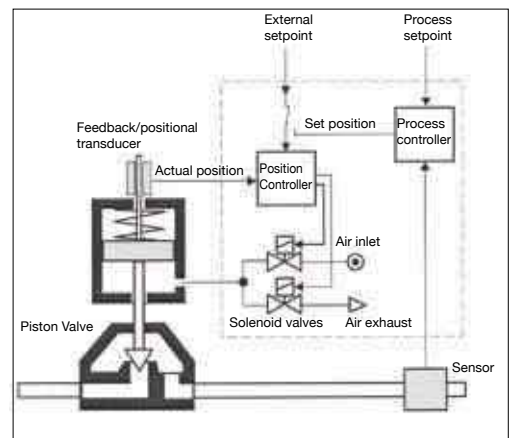 External
setpoint
Process
setpoint
Feedback/positional
transducer
Set position
Process
controller
Actual position
Position
Controller
Air inlet
Piston Valve
Solenoid valves
Air exhaust
Sensor